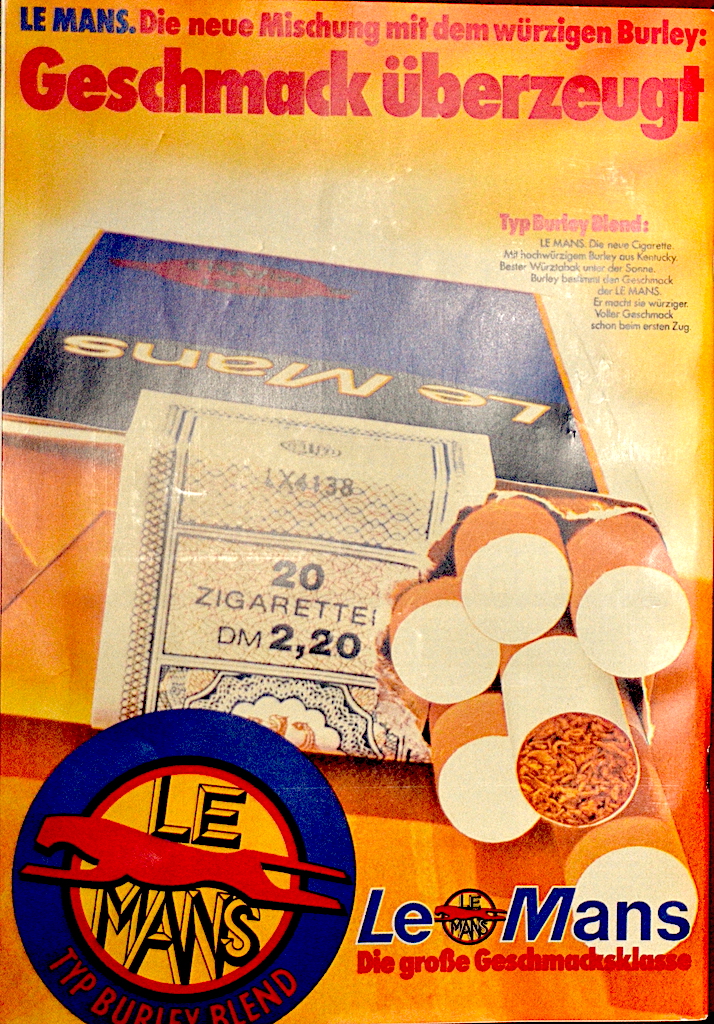 LE MANS. Die neue Mischung mit dem würzigen Burley:
Geschmack überzeugt
Typ Burley Blend:
LE MANS. Die neue Cigarette.
Mit hochwürzigem Burley aus Kentucky.
Bester Würztabak unter der Sonne.
Burley bestimmt den Geschmack
der LE MANS.
Er macht sie würziger.
Voller Geschmack
schon beim ersten Zug.
Le Mans
LX4138
20
ZIGARETTE
DM 2,20
LE
MANS
TYP BURLEY BLEND
Le LE MANS Mans
Die große Geschmacksklasse